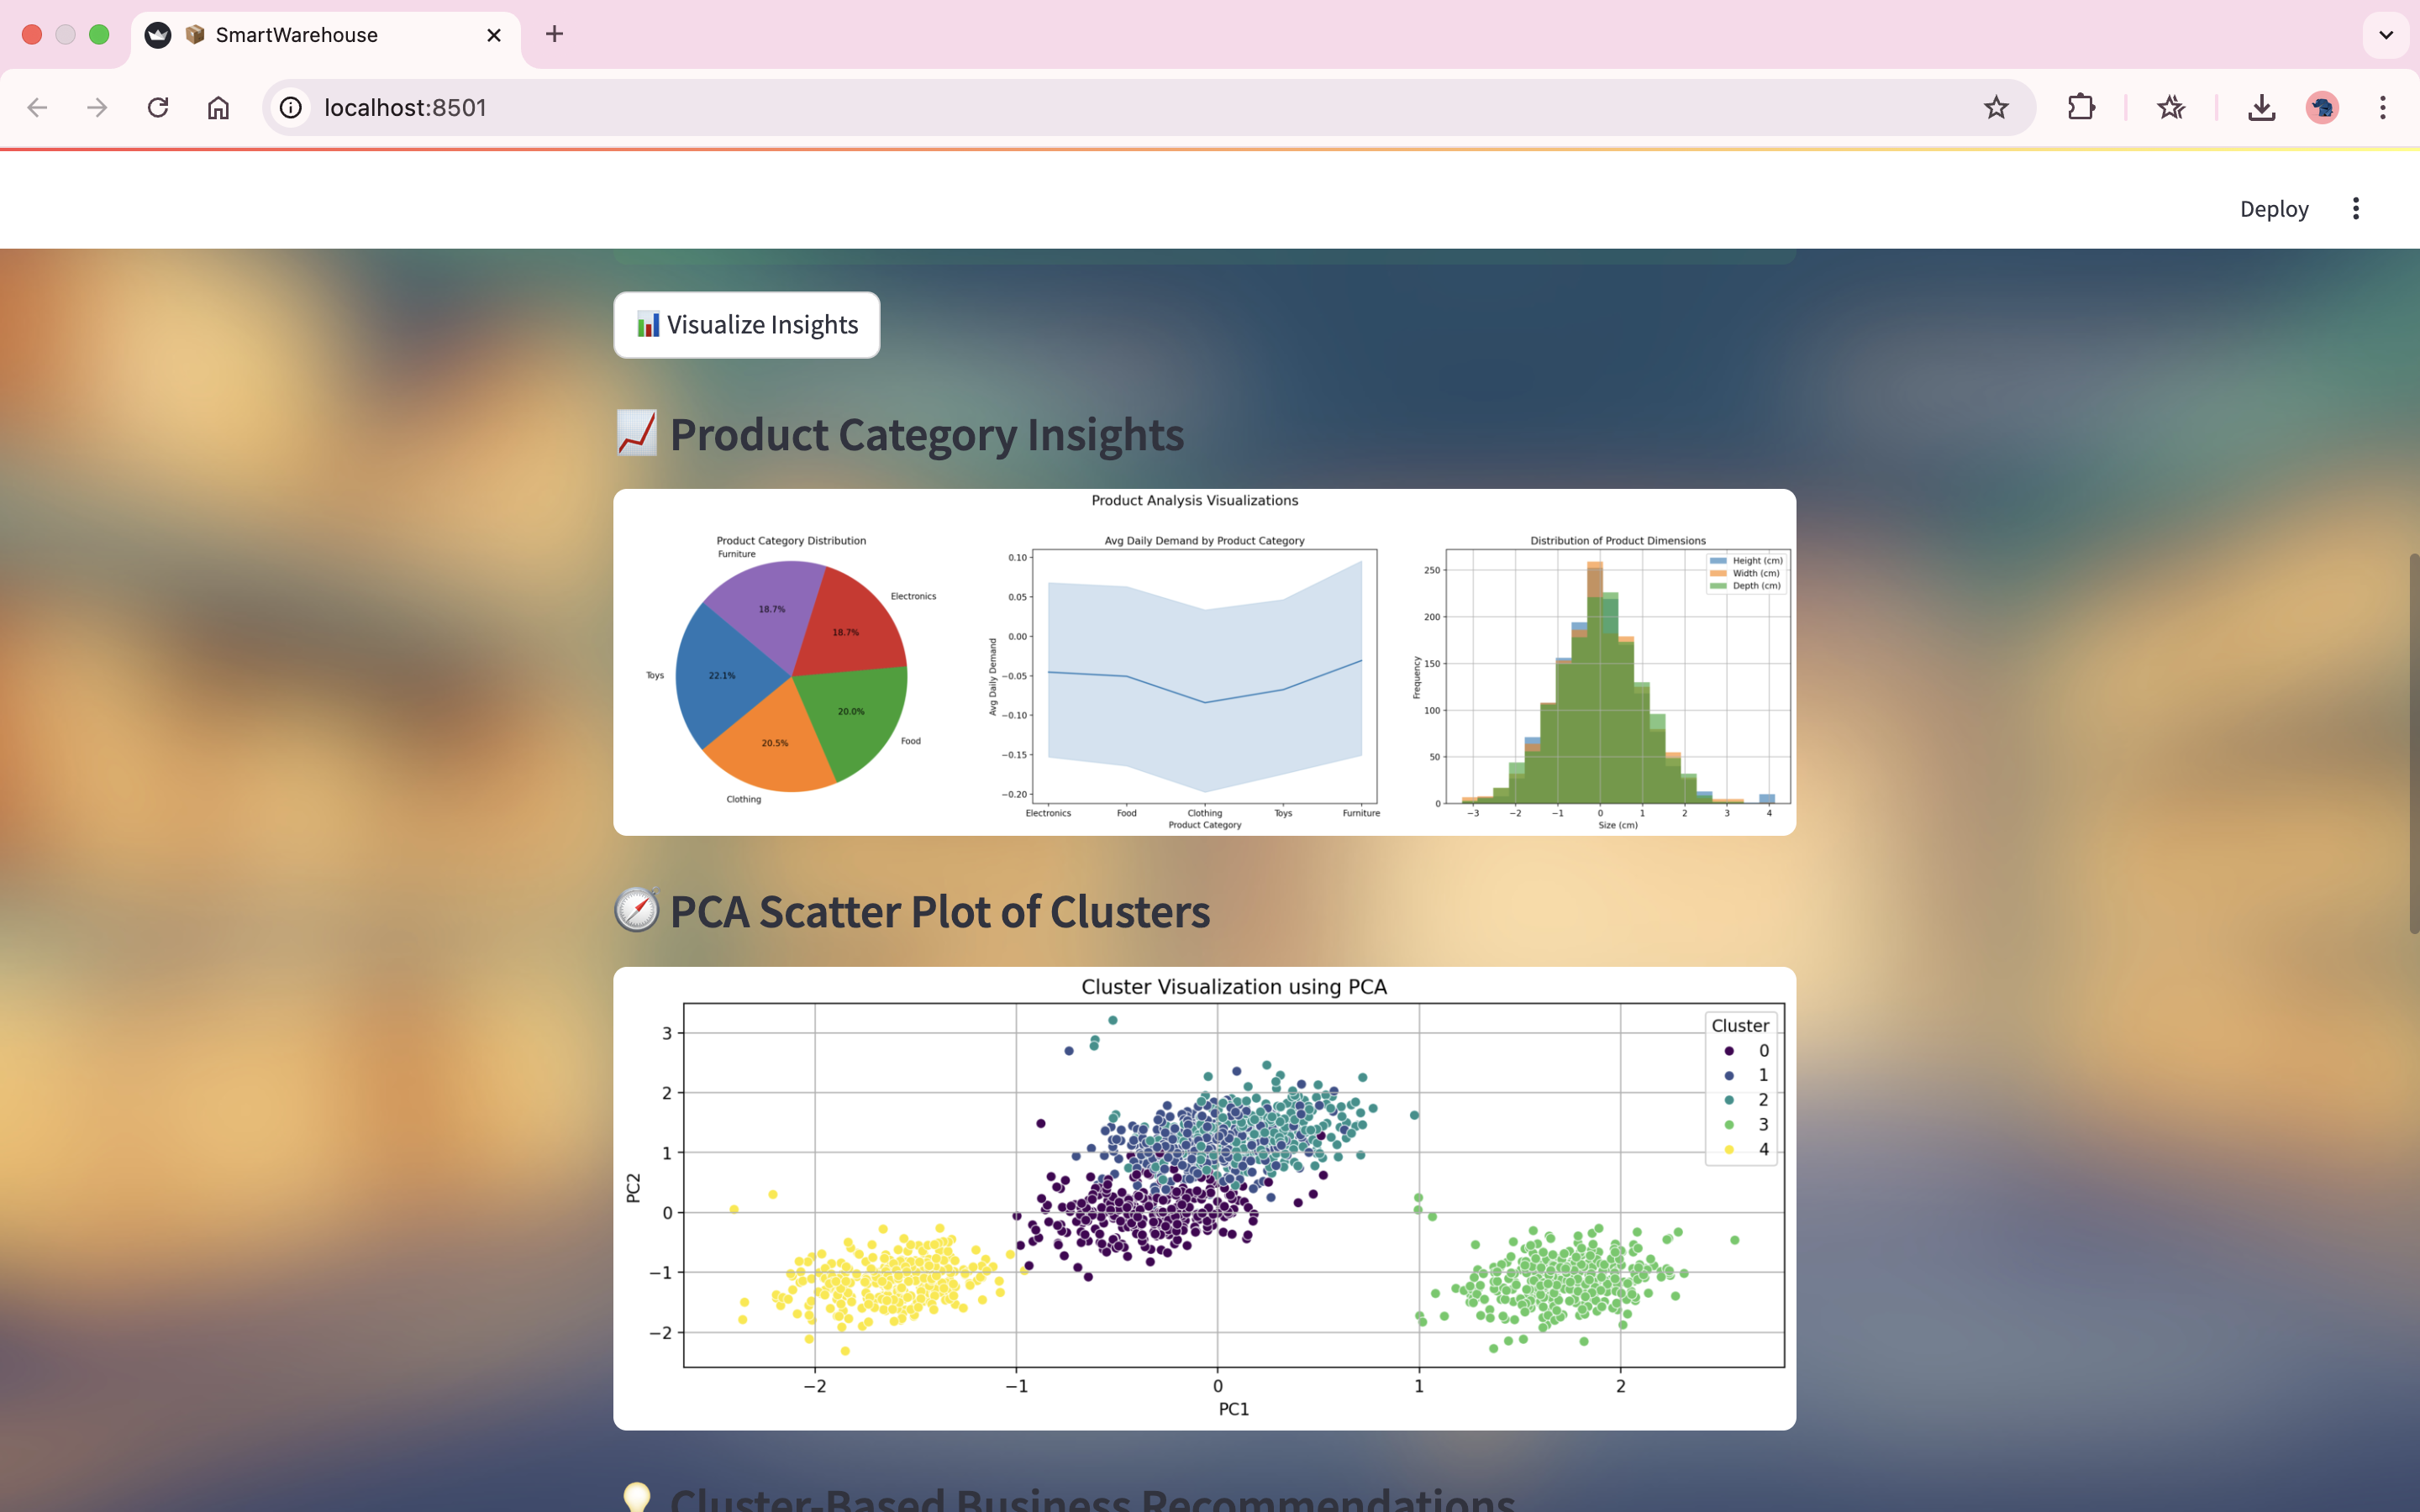 📦 SmartWarehouse
localhost:8501
Deploy
📊 Visualize Insights
📈 Product Category Insights
Product Analysis Visualizations
Product Category Distribution
Furniture
Electronics
18.7%
18.7%
Toys
22.1%
20.0%
Food
20.5%
Clothing
Avg Daily Demand by Product Category
0.10
0.05
0.00
−0.05
−0.10
−0.15
−0.20
Avg Daily Demand
Electronics Food Clothing Toys Furniture
Product Category
Distribution of Product Dimensions
Height (cm)
Width (cm)
Depth (cm)
250
200
150
100
50
0
Frequency
−3 −2 −1 0 1 2 3 4
Size (cm)
🧭 PCA Scatter Plot of Clusters
Cluster Visualization using PCA
Cluster
0
1
2
3
4
3
2
1
0
−1
−2
PC2
−2 −1 0 1 2
PC1
💡 Cluster-Based Business Recommendations